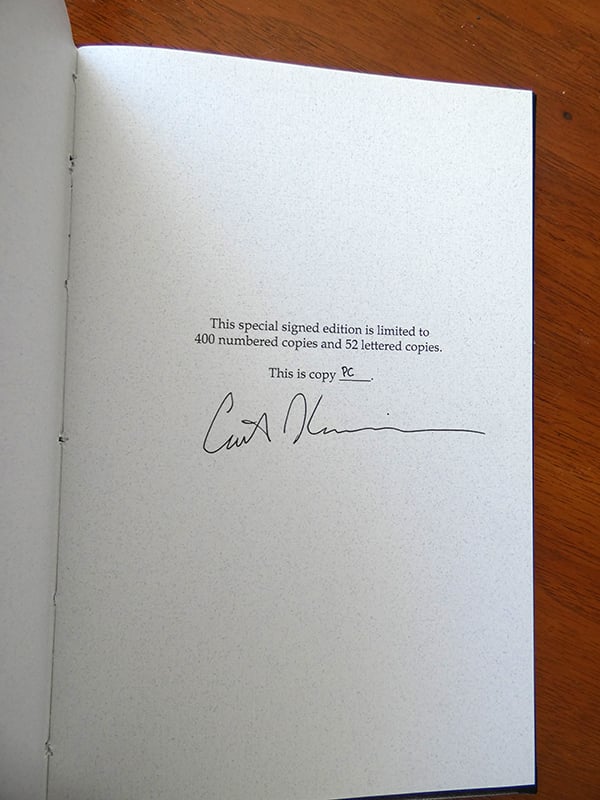 This special signed edition is limited to
400 numbered copies and 52 lettered copies.
This is copy PC.